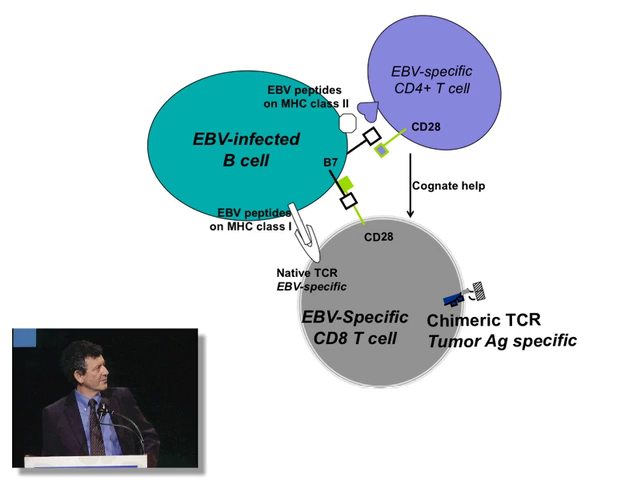 EBV-specific
CD4+ T cell
EBV peptides
on MHC class II
EBV-infected
B cell
CD28
B7
Cognate help
EBV peptides
on MHC class I
CD28
Native TCR
EBV-specific
EBV-Specific
CD8 T cell
Chimeric TCR
Tumor Ag specific